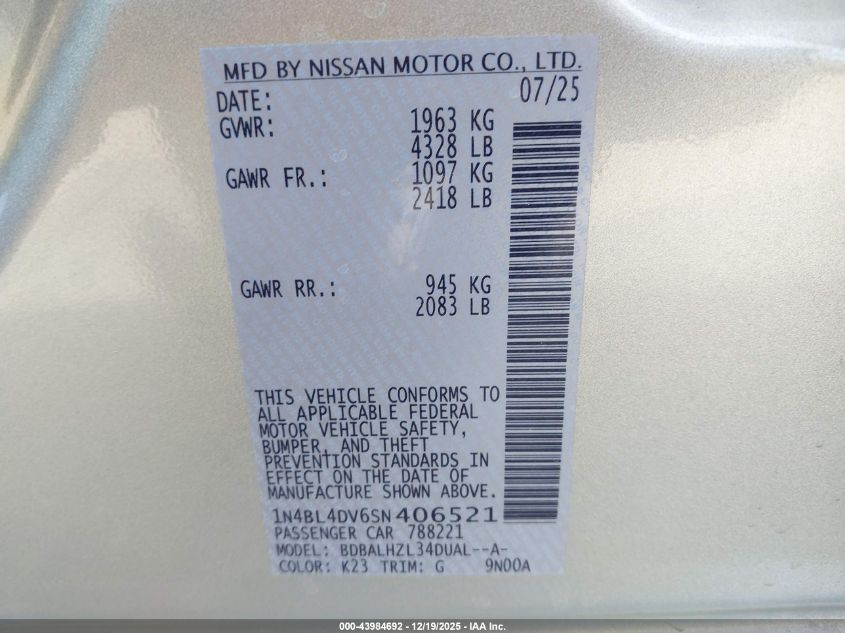 MFD BY NISSAN MOTOR CO., LTD.
DATE: 07/25
GVWR: 1963 KG
4328 LB
GAWR FR.: 1097 KG
2418 LB
GAWR RR.: 945 KG
2083 LB
THIS VEHICLE CONFORMS TO
ALL APPLICABLE FEDERAL
MOTOR VEHICLE SAFETY,
BUMPER, AND THEFT
PREVENTION STANDARDS IN
EFFECT ON THE DATE OF
MANUFACTURE SHOWN ABOVE.
1N4BL4DV6SN406521
PASSENGER CAR 788221
MODEL: BDBALHZL34DUAL--A-
COLOR: K23 TRIM: G 9N00A
000-43984692 - 12/19/2025 - IAA Inc.